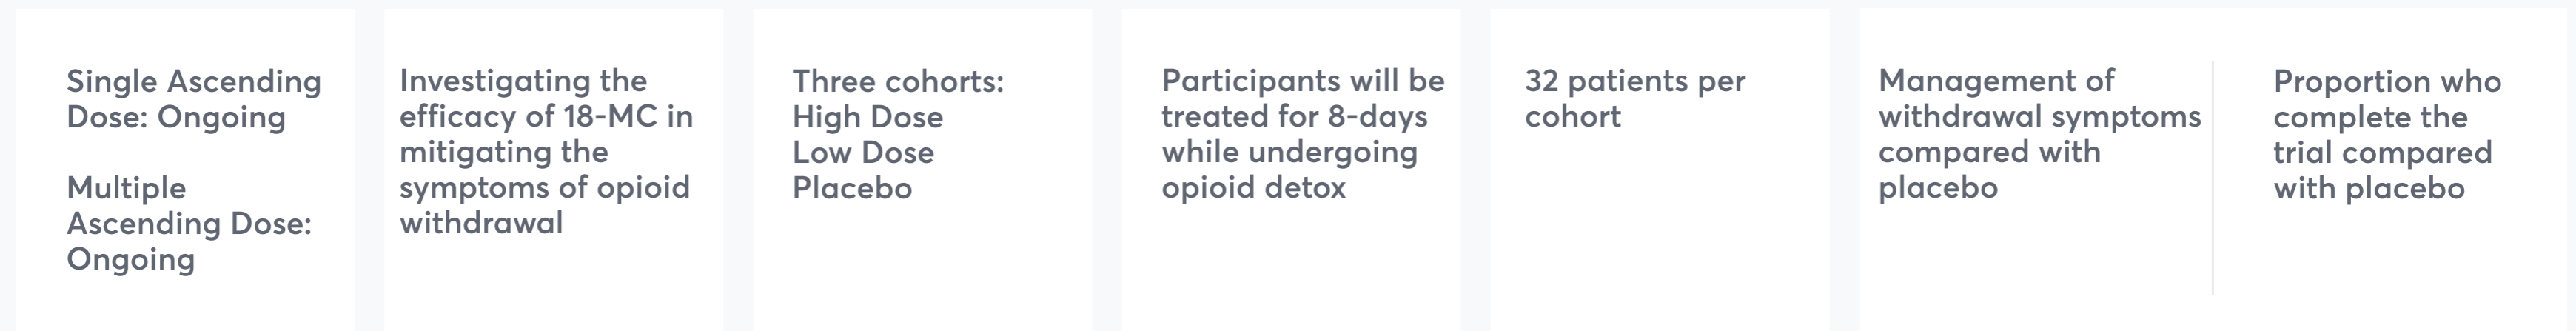 Single Ascending
Dose: Ongoing
Multiple
Ascending Dose:
Ongoing
Investigating the
efficacy of 18-MC in
mitigating the
symptoms of opioid
withdrawal
Three cohorts:
High Dose
Low Dose
Placebo
Participants will be
treated for 8-days
while undergoing
opioid detox
32 patients per
cohort
Management of
withdrawal symptoms
compared with
placebo
Proportion who
complete the
trial compared
with placebo